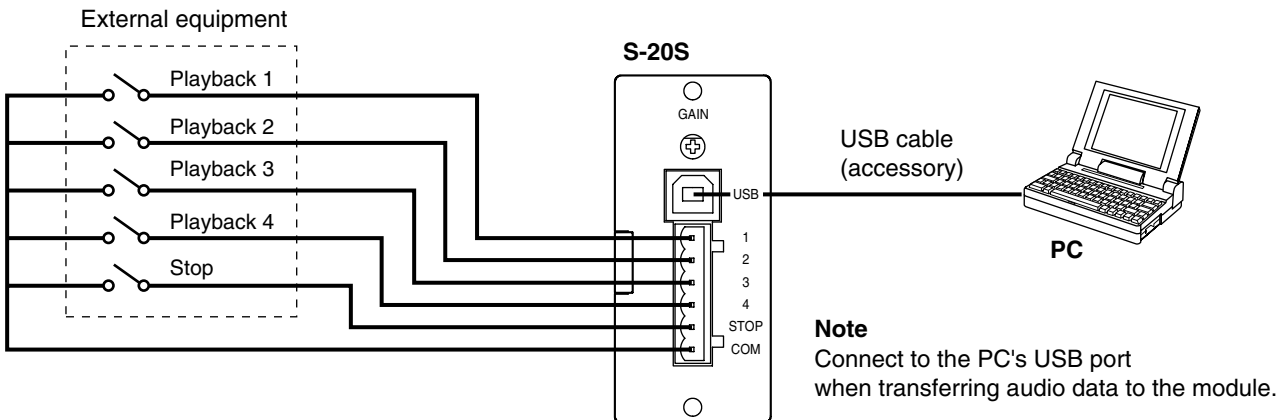 External equipment
Playback 1
Playback 2
Playback 3
Playback 4
Stop
S-20S
GAIN
USB
1
2
3
4
STOP
COM
USB cable
(accessory)
PC
Note
Connect to the PC's USB port
when transferring audio data to the module.